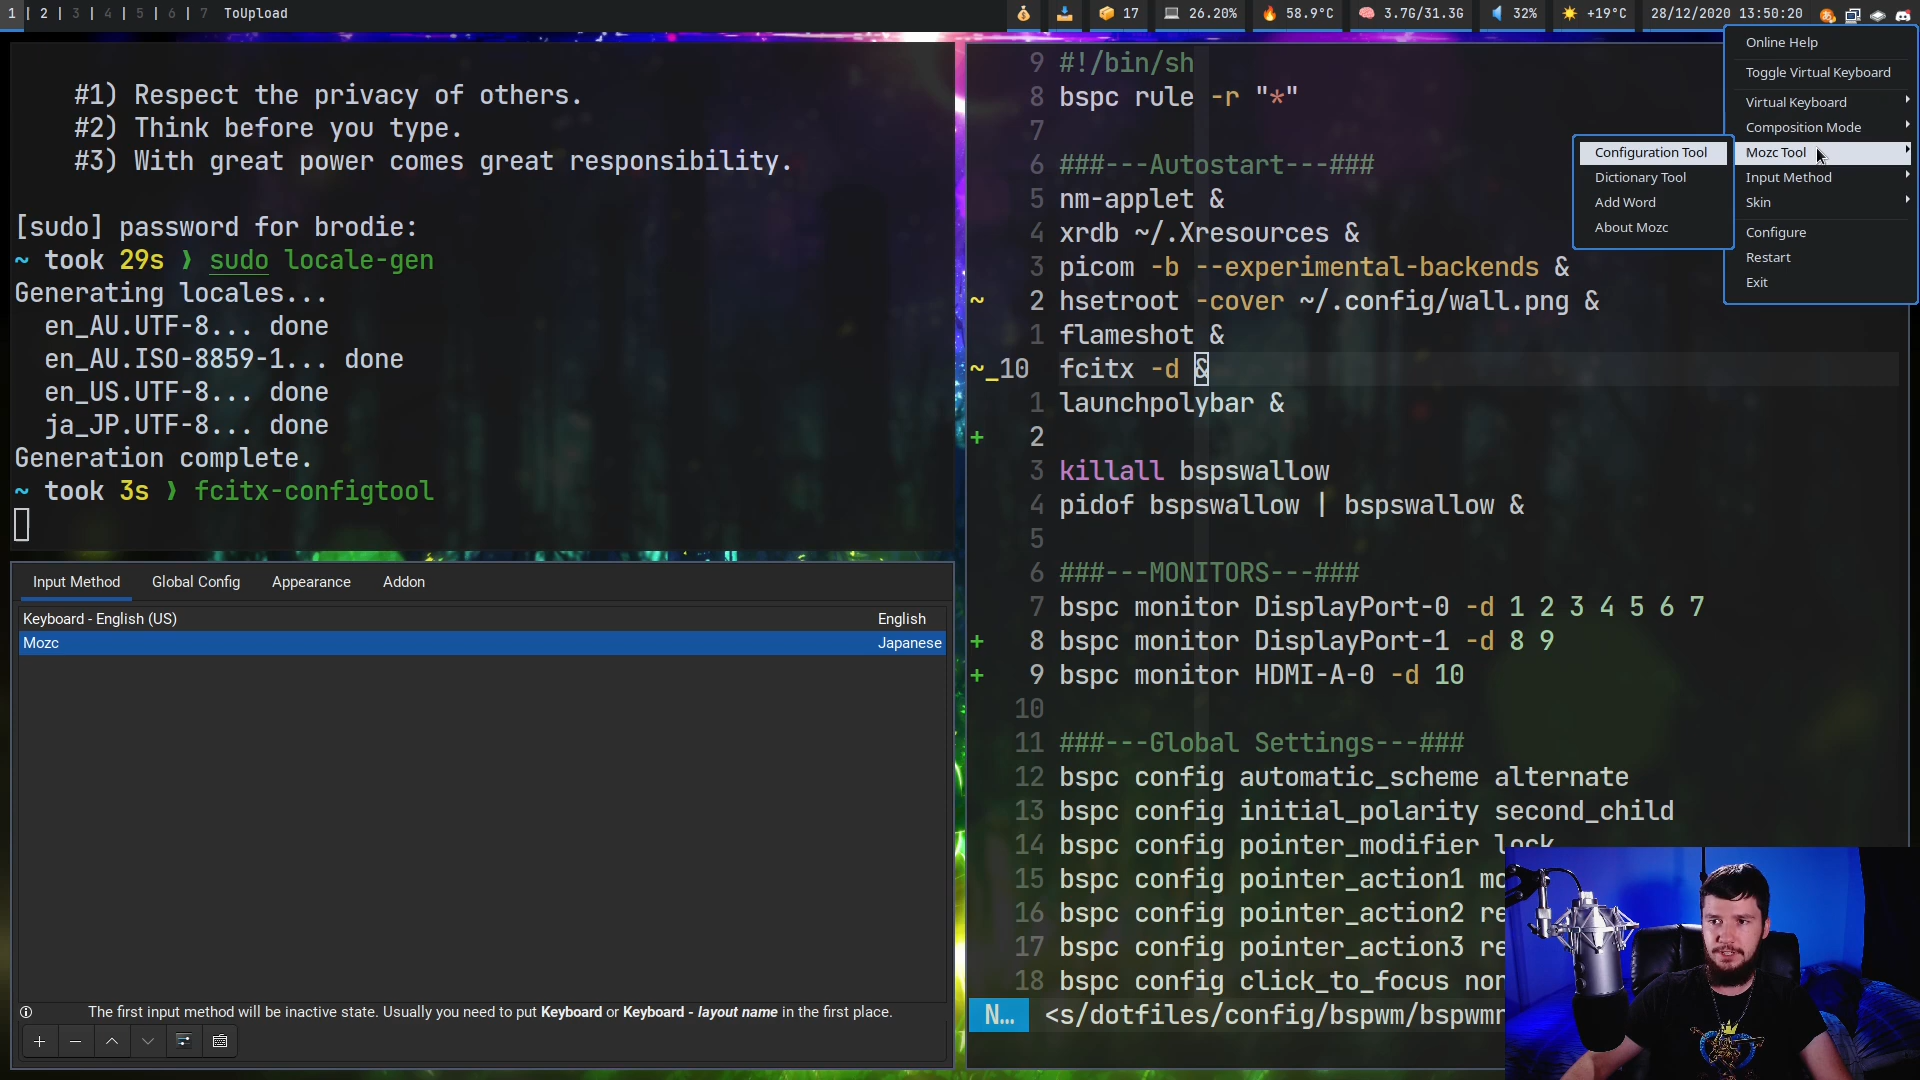 1 | 2 | 3 | 4 | 5 | 6 | 7 ToUpload
17 26.20% 58.9°C 3.7G/31.3G 32% +19°C 28/12/2020 13:50:20
#1) Respect the privacy of others.
#2) Think before you type.
#3) With great power comes great responsibility.
[sudo] password for brodie:
~ took 29s ❯ sudo locale-gen
Generating locales...
en_AU.UTF-8... done
en_AU.ISO-8859-1... done
en_US.UTF-8... done
ja_JP.UTF-8... done
Generation complete.
~ took 3s ❯ fcitx-configtool
Input Method Global Config Appearance Addon
Keyboard - English (US) English
Mozc Japanese
The first input method will be inactive state. Usually you need to put Keyboard or Keyboard - layout name in the first place.
9 #!/bin/sh
8 bspc rule -r "*"
7
6 ###---Autostart---###
5 nm-applet &
4 xrdb ~/.Xresources &
3 picom -b --experimental-backends &
~ 2 hsetroot -cover ~/.config/wall.png &
1 flameshot &
~_10 fcitx -d &
1 launchpolybar &
+ 2
3 killall bspswallow
4 pidof bspswallow | bspswallow &
5
6 ###---MONITORS---###
7 bspc monitor DisplayPort-0 -d 1 2 3 4 5 6 7
+ 8 bspc monitor DisplayPort-1 -d 8 9
+ 9 bspc monitor HDMI-A-0 -d 10
10
11 ###---Global Settings---###
12 bspc config automatic_scheme alternate
13 bspc config initial_polarity second_child
14 bspc config pointer_modifier lock
15 bspc config pointer_action1 mo
16 bspc config pointer_action2 re
17 bspc config pointer_action3 re
18 bspc config click_to_focus non
N… <s/dotfiles/config/bspwm/bspwmr
Online Help
Toggle Virtual Keyboard
Virtual Keyboard
Composition Mode
Mozc Tool
Input Method
Skin
Configure
Restart
Exit
Configuration Tool
Dictionary Tool
Add Word
About Mozc